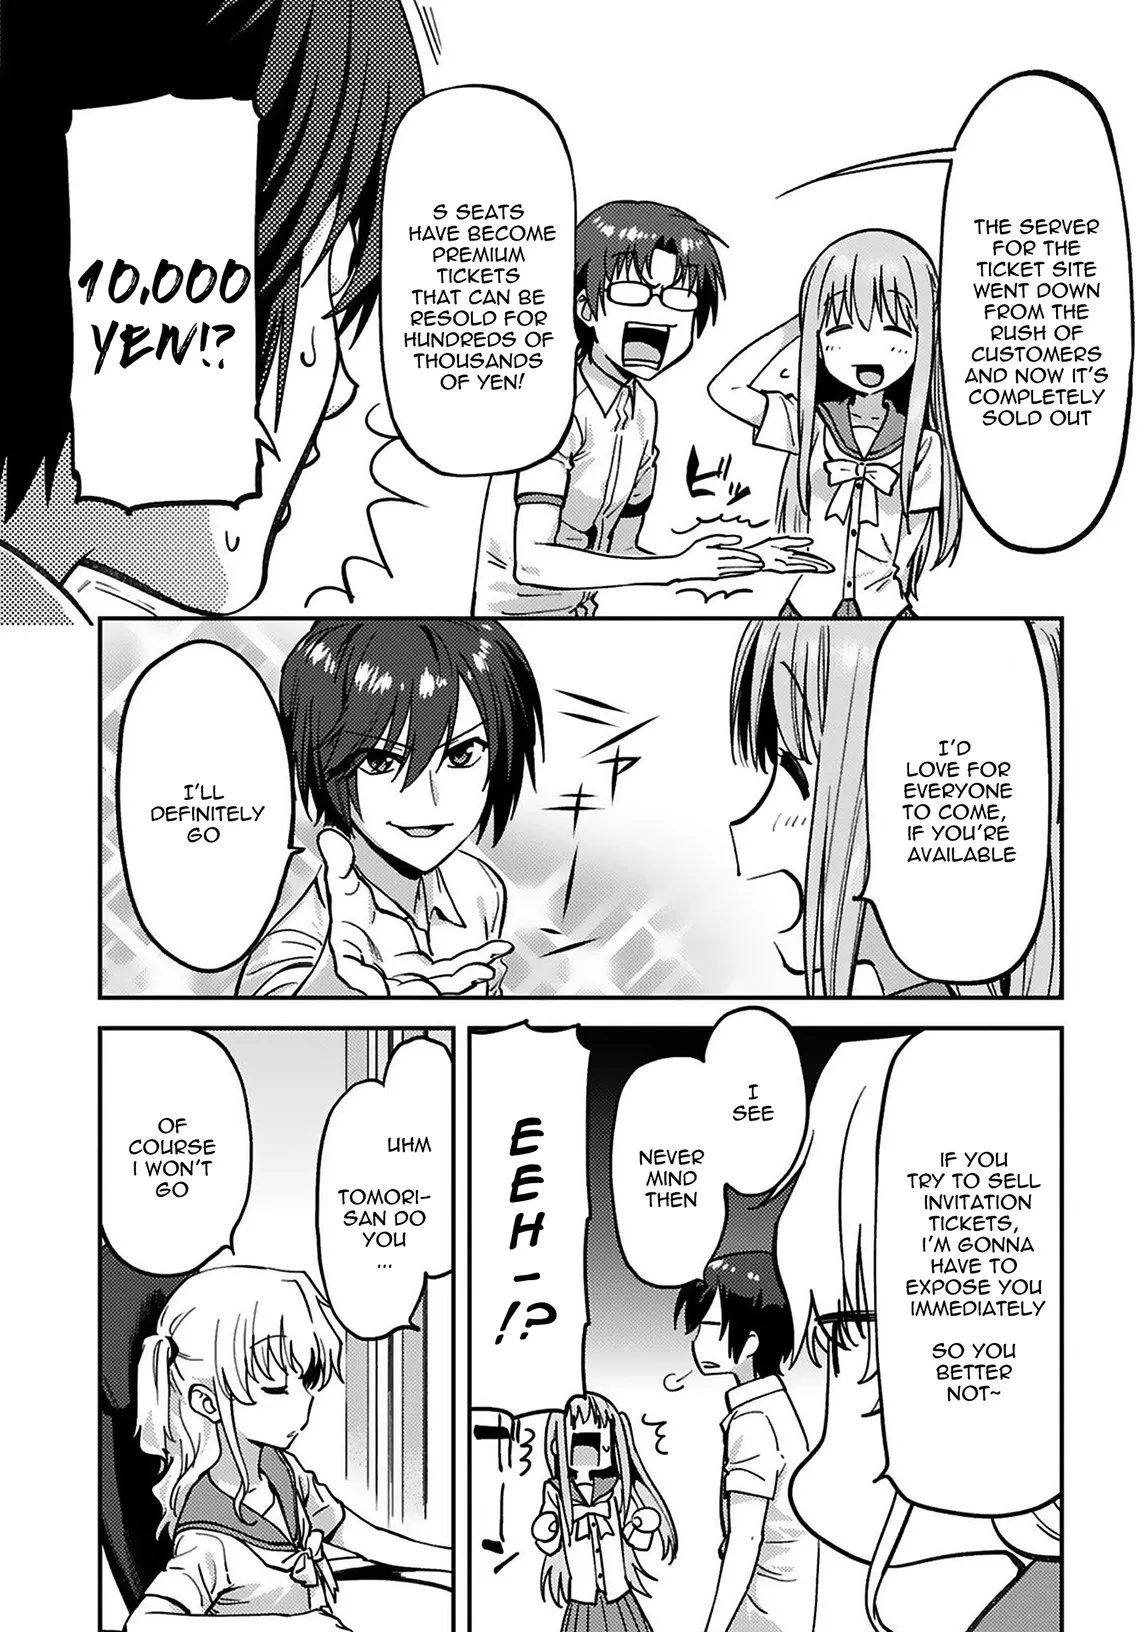 THE SERVER
FOR THE
TICKET SITE
WENT DOWN
FROM THE
RUSH OF
CUSTOMERS
AND NOW IT'S
COMPLETELY
SOLD OUT
S SEATS
HAVE BECOME
PREMIUM
TICKETS
THAT CAN BE
RESOLD FOR
HUNDREDS OF
THOUSANDS
OF YEN!
ビッ
10,000
YEN!?
I'D
LOVE FOR
EVERYONE
TO COME,
IF YOU'RE
AVAILABLE
キャ
I'LL
DEFINITELY
GO
IF YOU
TRY TO SELL
INVITATION
TICKETS,
I'M GONNA
HAVE TO
EXPOSE YOU
IMMEDIATELY
SO YOU
BETTER
NOT~
I
SEE
NEVER
MIND
THEN
EEH-!?
UHM
TOMORI-
SAN DO
YOU
...
OF
COURSE
I WON'T
GO